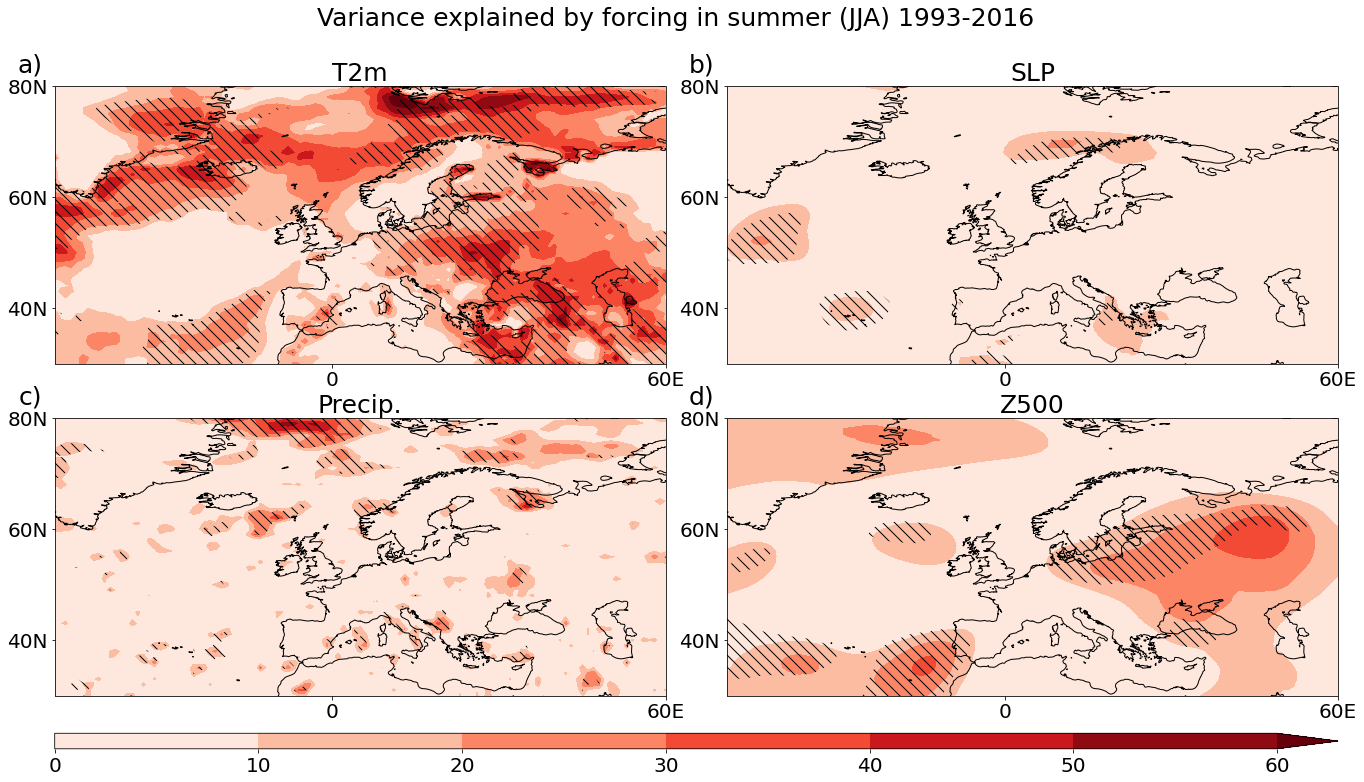 Variance explained by forcing in summer (JJA) 1993-2016
a) T2m
b) SLP
80N 80N
60N 60N
40N 40N
0 60E 0 60E
c) Precip.
d) Z500
80N 80N
60N 60N
40N 40N
0 60E 0 60E
0 10 20 30 40 50 60